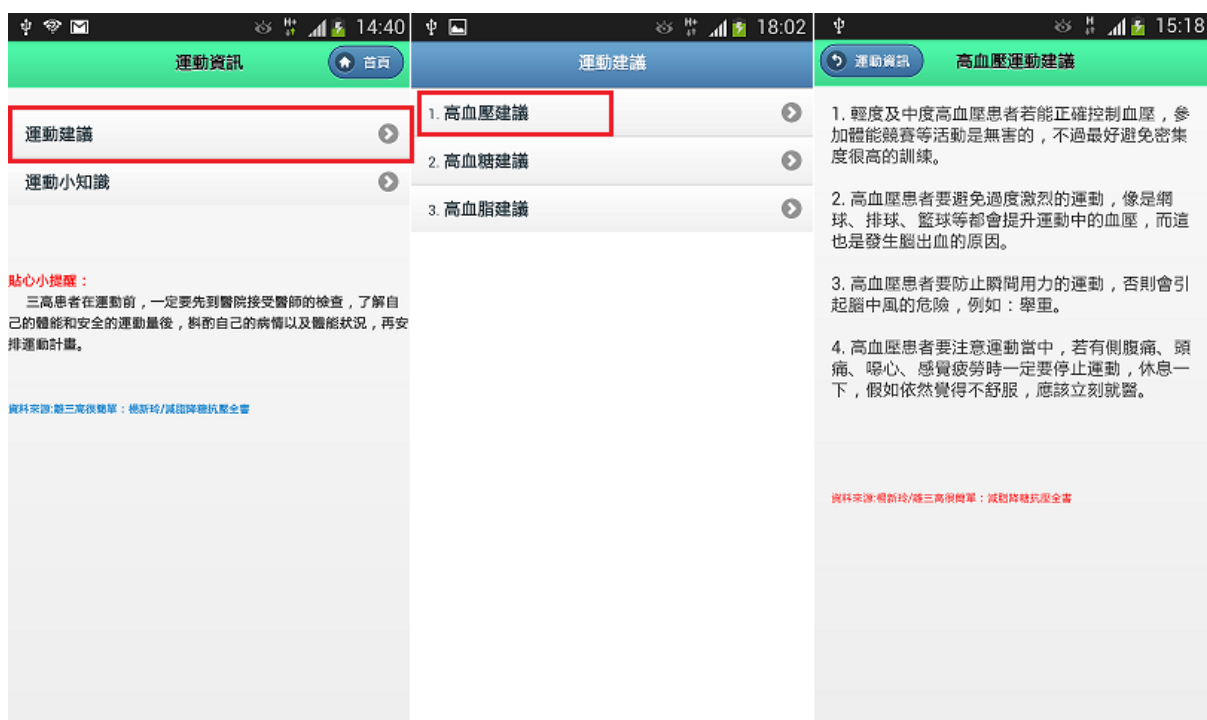 14:40
運動資訊
首頁
運動建議
運動小知識
貼心小提醒：
三高患者在運動前，一定要先到醫院接受醫師的檢查，了解自
己的體能和安全的運動量後，斟酌自己的病情以及體能狀況，再安
排運動計畫。
資料來源:離三高很簡單：楊新玲/減脂降糖抗壓全書
H+
18:02
運動建議
1. 高血壓建議
2. 高血糖建議
3. 高血脂建議
H
15:18
運動資訊
高血壓運動建議
1. 輕度及中度高血壓患者若能正確控制血壓，參
加體能競賽等活動是無害的，不過最好避免密集
度很高的訓練。
2. 高血壓患者要避免過度激烈的運動，像是網
球、排球、籃球等都會提升運動中的血壓，而這
也是發生腦出血的原因。
3. 高血壓患者要防止瞬間用力的運動，否則會引
起腦中風的危險，例如：舉重。
4. 高血壓患者要注意運動當中，若有側腹痛、頭
痛、噁心、感覺疲勞時一定要停止運動，休息一
下，假如依然覺得不舒服，應該立刻就醫。
資料來源:楊新玲/離三高很簡單：減脂降糖抗壓全書